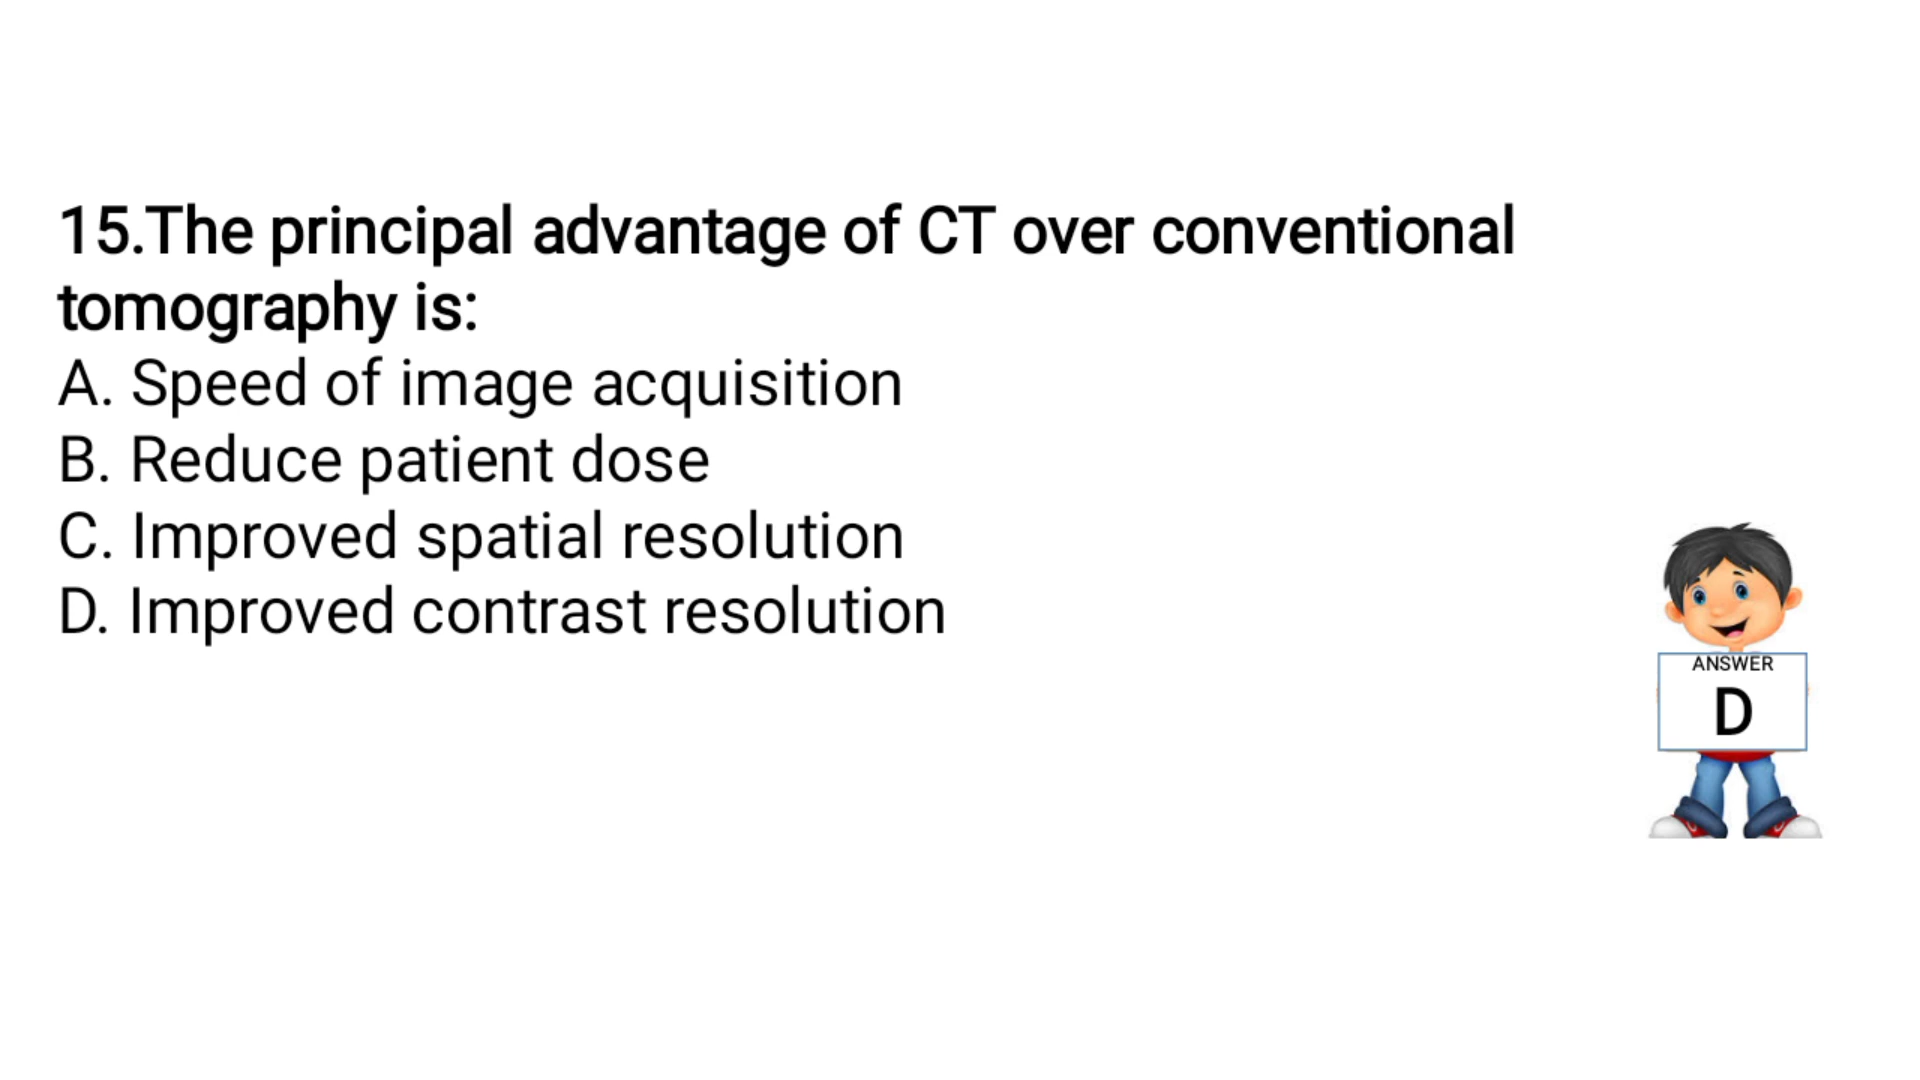 15.The principal advantage of CT over conventional
tomography is:
A. Speed of image acquisition
B. Reduce patient dose
C. Improved spatial resolution
D. Improved contrast resolution
ANSWER
D